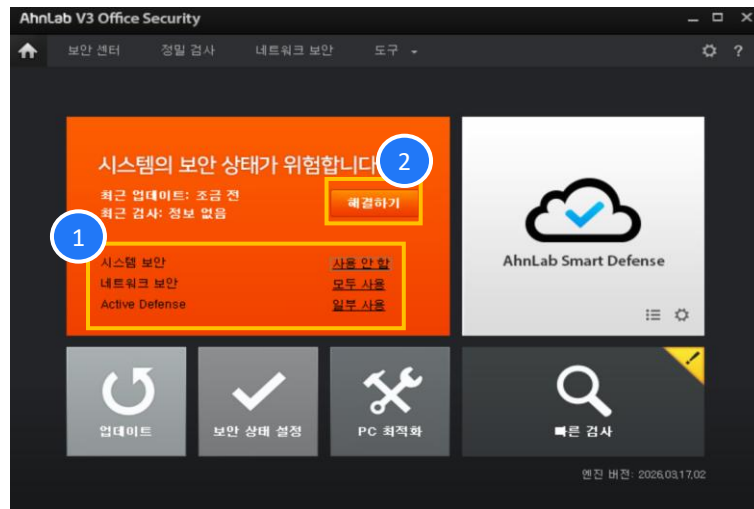 AhnLab V3 Office Security
보안 센터 정밀 검사 네트워크 보안 도구
?
시스템의 보안 상태가 위험합니다
2
최근 업데이트: 조금 전
최근 검사: 정보 없음
해결하기
1
시스템 보안 사용 안 함
네트워크 보안 모두 사용
Active Defense 일부 사용
AhnLab Smart Defense
업데이트
보안 상태 설정
PC 최적화
빠른 검사
엔진 버전: 2026,03,17,02